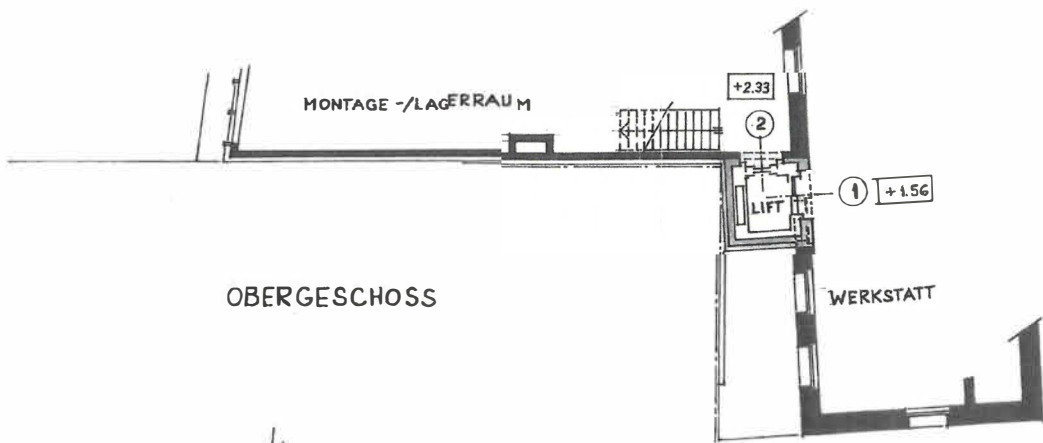 +2.33
MONTAGE-/LAGERRAUM
2
1
+1.56
LIFT
OBERGESCHOSS
WERKSTATT